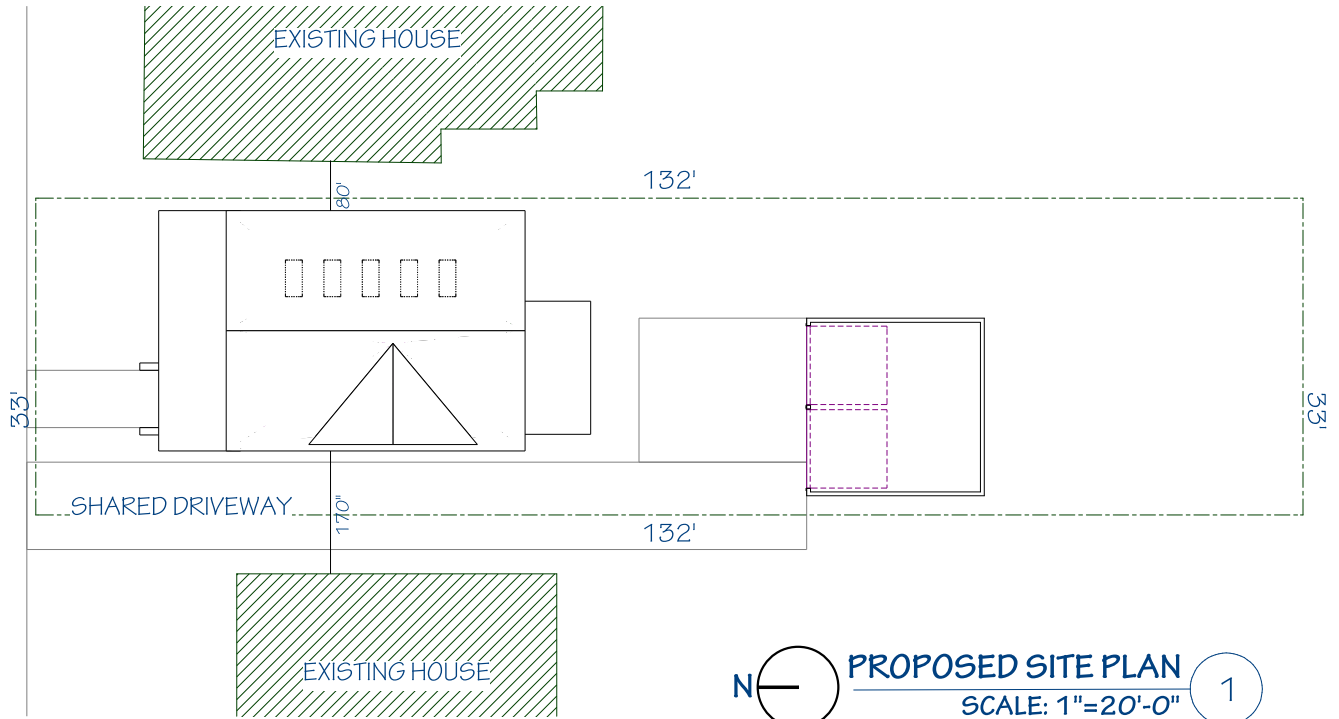 EXISTING HOUSE
132'
80'
33'
33'
SHARED DRIVEWAY
170"
132'
EXISTING HOUSE
N
PROPOSED SITE PLAN
1
SCALE: 1"=20'-0"